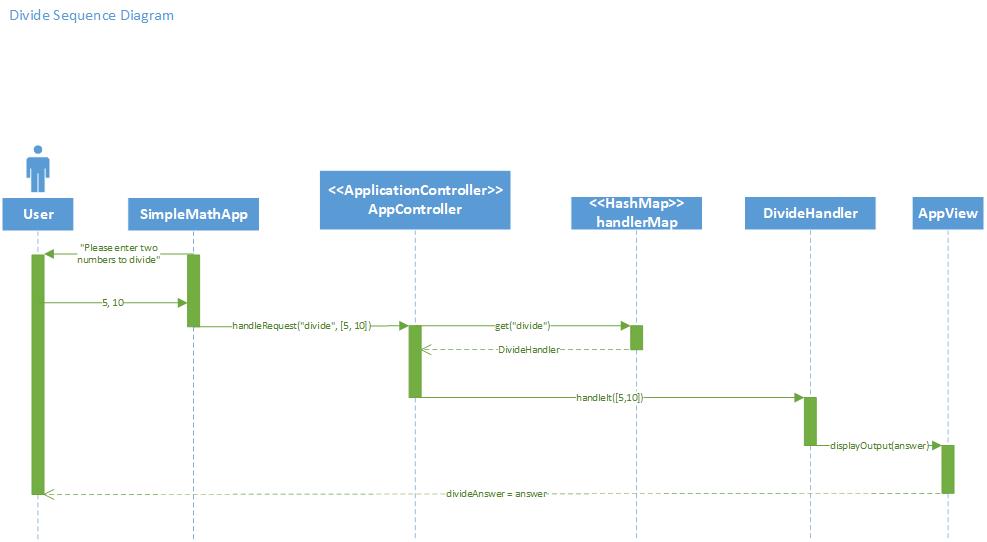 Divide Sequence Diagram
User
SimpleMathApp
<<ApplicationController>>
AppController
<<HashMap>>
handlerMap
DivideHandler
AppView
"Please enter two
numbers to divide"
5, 10
handleRequest("divide", [5, 10])
get("divide")
DivideHandler
handleIt([5,10])
displayOutput(answer)
divideAnswer = answer